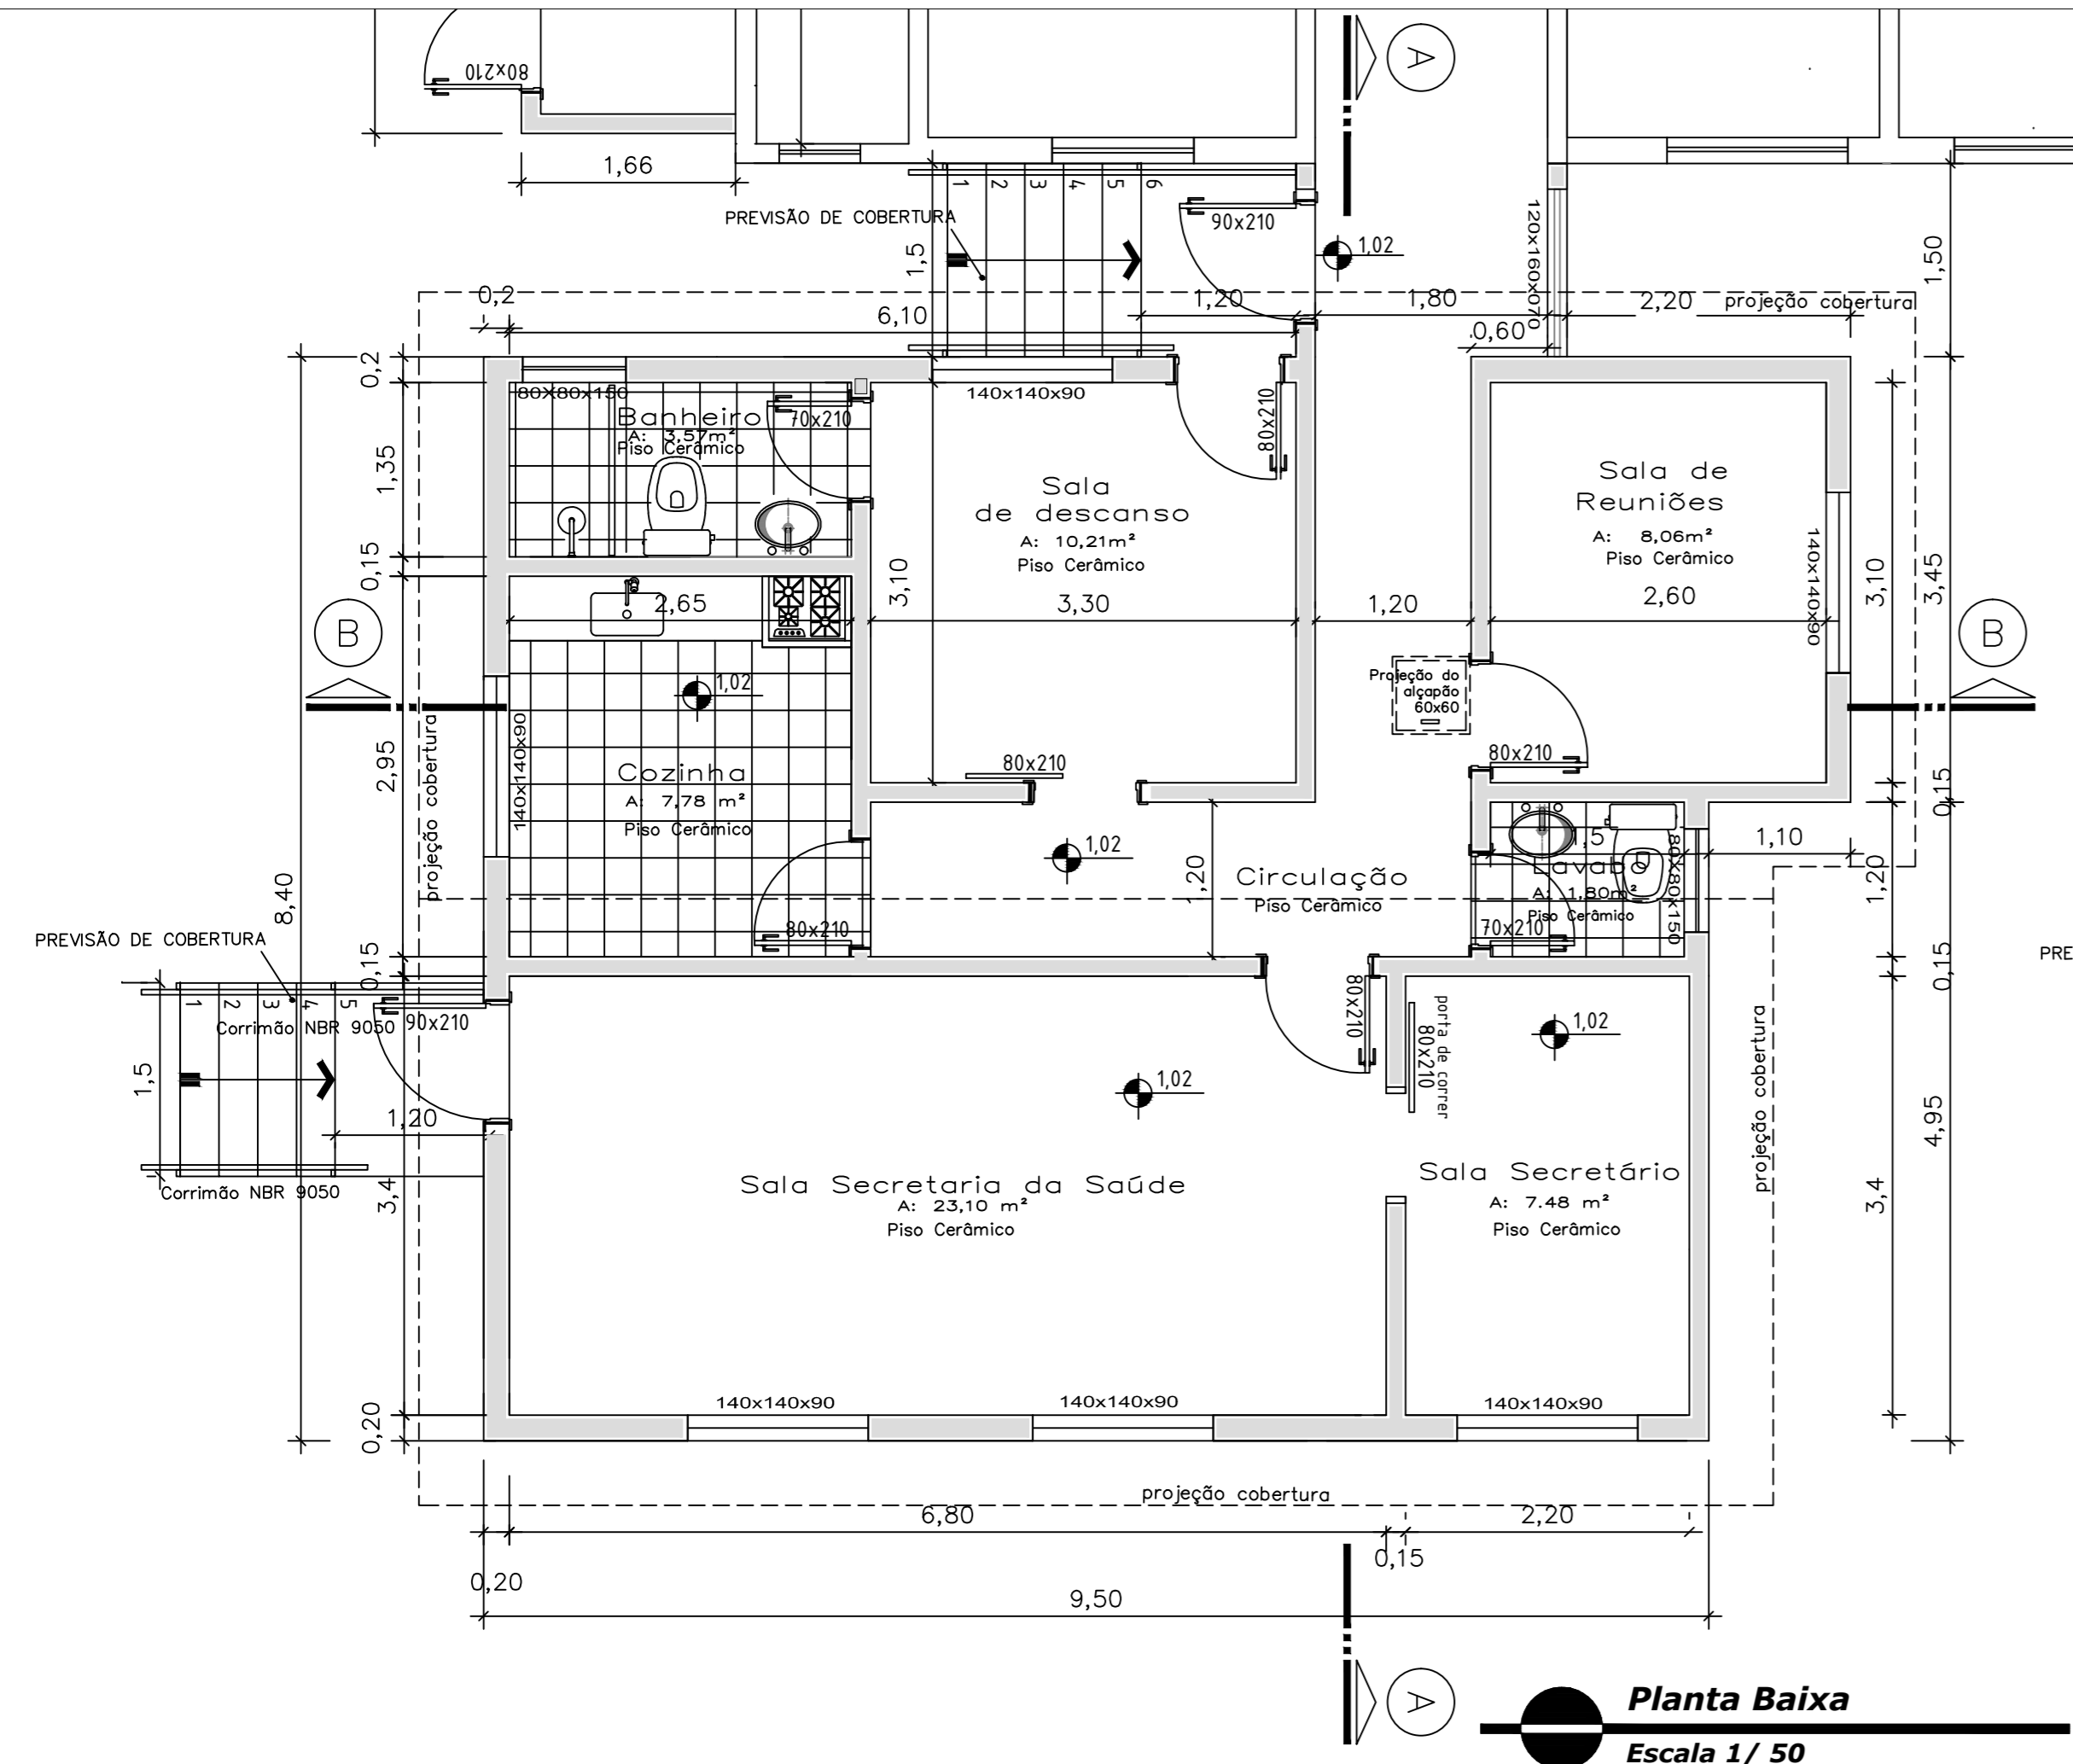 80x210
1,66
PREVISÃO DE COBERTURA
1
2
3
4
5
6
1,5
90x210
1,02
A
120x160x070
1,50
0,2
6,10
1,20
1,80
2,20
projeção cobertura
0,60
0,2
80X80x150
Banheiro
A: 3,57m²
Piso Cerâmico
70x210
140x140x90
80x210
1,35
0,15
Sala
de descanso
A: 10,21m²
Piso Cerâmico
3,10
3,30
Sala de
Reuniões
A: 8,06m²
Piso Cerâmico
2,60
140x140x90
3,10
3,45
2,65
1,20
B
B
1,02
Projeção do
alçapão
60x60
80x210
80x210
2,95
projeção cobertura
140x140x90
Cozinha
A: 7,78 m²
Piso Cerâmico
80x210
1,02
1,20
Circulação
Piso Cerâmico
1,5
Lavabo
A: 1,80m²
Piso Cerâmico
70x210
80X80x150
1,10
0,15
1,20
0,15
8,40
PREVISÃO DE COBERTURA
0,15
1
2
3
4
5
Corrimão NBR 9050
90x210
1,5
1,20
Corrimão NBR 9050
3,4
80x210
porta de correr
80x210
1,02
1,02
projeção cobertura
PRE
4,95
3,4
Sala Secretaria da Saúde
A: 23,10 m²
Piso Cerâmico
Sala Secretário
A: 7.48 m²
Piso Cerâmico
140x140x90
140x140x90
140x140x90
0,20
projeção cobertura
6,80
2,20
0,15
0,20
9,50
A
Planta Baixa
Escala 1/ 50